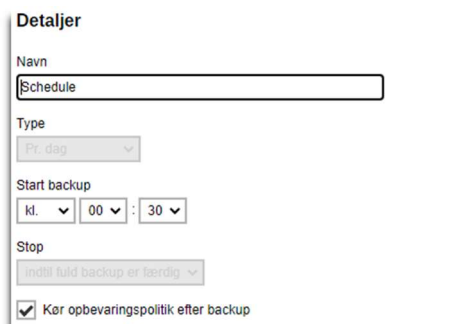 Detaljer
Navn
Schedule
Type
Pr. dag
Start backup
kl. 00 : 30
Stop
indtil fuld backup er færdig
Kør opbevaringspolitik efter backup